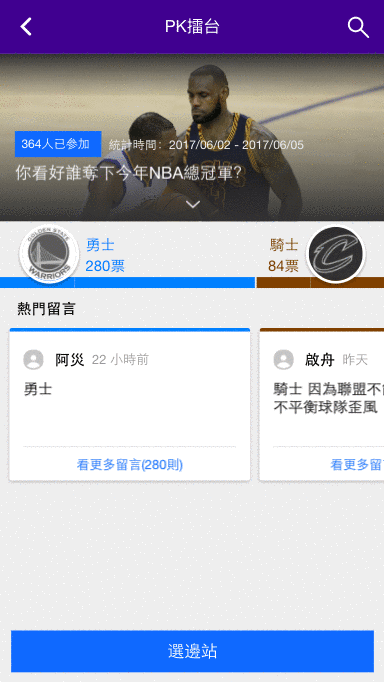 PK擂台
364人已參加 統計時間：2017/06/02 - 2017/06/05
你看好誰奪下今年NBA總冠軍?
GOLDEN STATE
WARRIORS
勇士
280票
騎士
84票
熱門留言
阿災 22 小時前
勇士
看更多留言(280則)
啟舟 昨天
騎士 因為聯盟不
不平衡球隊歪風
看更多留
選邊站